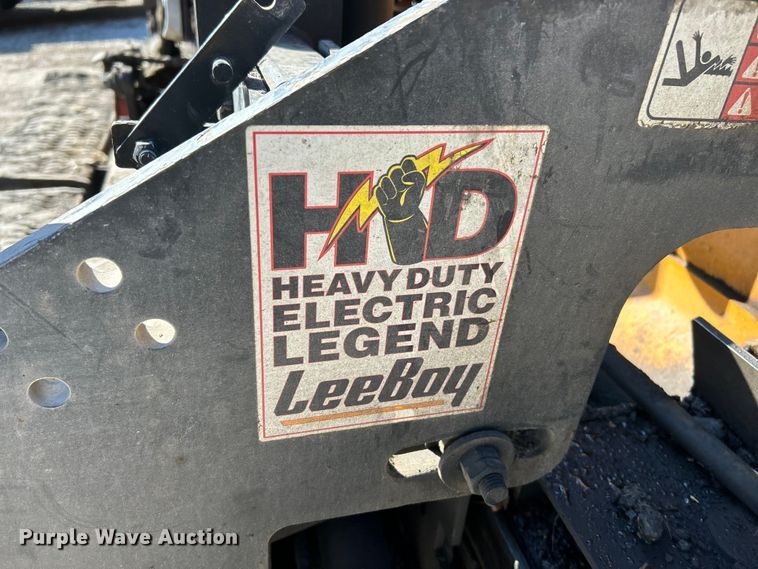 HD
HEAVY DUTY
ELECTRIC
LEGEND
LeeBoy
Purple Wave Auction